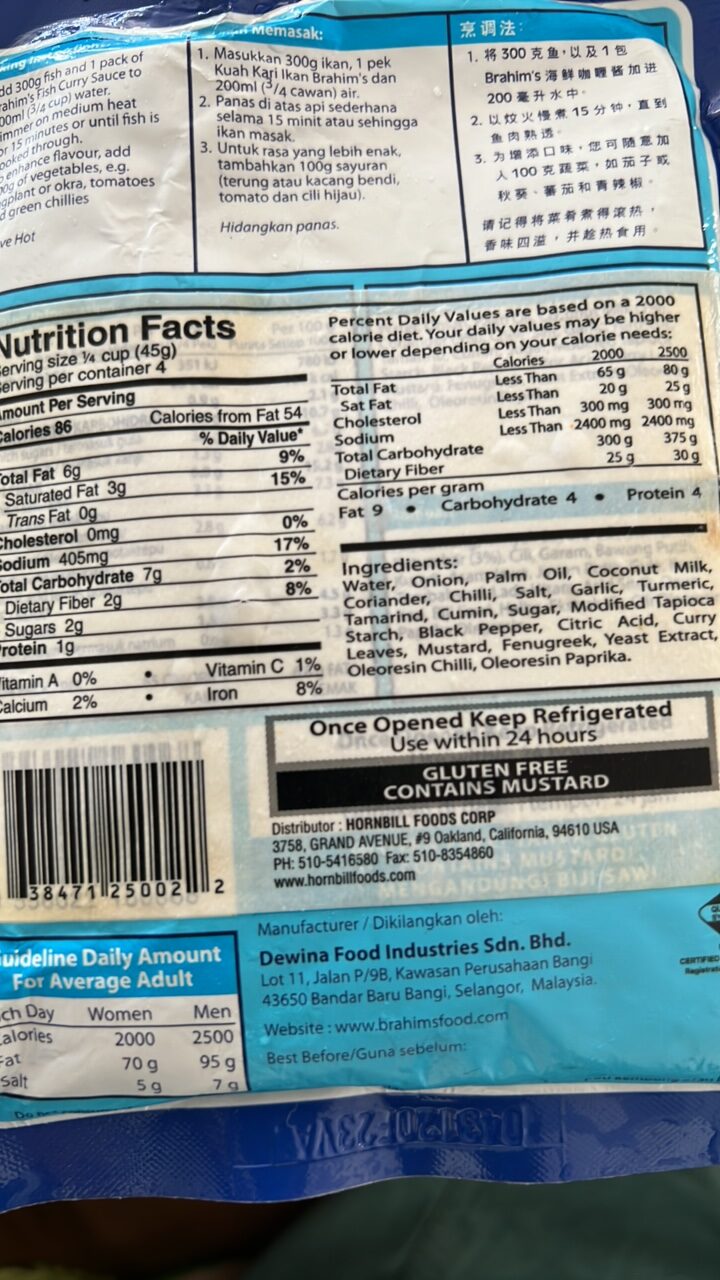 300g fish and 1 pack of
Fish Curry Sauce to
(3/4 cup) water.
on medium heat
15 minutes or until fish is
through.
enhance flavour, add
of vegetables, e.g.
or okra, tomatoes
green chillies
Hot
Memasak:
1. Masukkan 300g ikan, 1 pek
Kuah Kari Ikan Brahim's dan
200ml (3/4 cawan) air.
2. Panas di atas api sederhana
selama 15 minit atau sehingga
ikan masak.
3. Untuk rasa yang lebih enak,
tambahkan 100g sayuran
(terung atau kacang bendi,
tomato dan cili hijau).
Hidangkan panas.
烹调法:
1. 将 300 克鱼，以及 1 包
Brahim's 海鲜咖喱酱加进
200 毫升水中。
2. 以炆火慢煮 15 分钟，直到
鱼肉熟透。
3. 为增添口味，您可随意加
入 100 克蔬菜，如茄子或
秋葵、蕃茄和青辣椒。
请记得将菜肴煮得滚热，
香味四溢，并趁热食用。
Nutrition Facts
serving size ¼ cup (45g)
serving per container 4
Amount Per Serving
Calories 86 Calories from Fat 54
% Daily Value*
Total Fat 6g 9%
Saturated Fat 3g 15%
Trans Fat 0g
Cholesterol 0mg 0%
Sodium 405mg 17%
Total Carbohydrate 7g 2%
Dietary Fiber 2g 8%
Sugars 2g
Protein 1g
Vitamin A 0% • Vitamin C 1%
Calcium 2% • Iron 8%
Percent Daily Values are based on a 2000
calorie diet. Your daily values may be higher
or lower depending on your calorie needs:
Calories 2000 2500
Total Fat Less Than 65 g 80 g
Sat Fat Less Than 20 g 25 g
Cholesterol Less Than 300 mg 300 mg
Sodium Less Than 2400 mg 2400 mg
Total Carbohydrate 300 g 375 g
Dietary Fiber 25 g 30 g
Calories per gram
Fat 9 • Carbohydrate 4 • Protein 4
Ingredients:
Water, Onion, Palm Oil, Coconut Milk,
Coriander, Chilli, Salt, Garlic, Turmeric,
Tamarind, Cumin, Sugar, Modified Tapioca
Starch, Black Pepper, Citric Acid, Curry
Leaves, Mustard, Fenugreek, Yeast Extract,
Oleoresin Chilli, Oleoresin Paprika.
Once Opened Keep Refrigerated
Use within 24 hours
GLUTEN FREE
CONTAINS MUSTARD
Distributor : HORNBILL FOODS CORP
3758, GRAND AVENUE, #9 Oakland, California, 94610 USA
PH: 510-5416580 Fax: 510-8354860
www.hornbillfoods.com
38471 25002 2
Manufacturer / Dikilangkan oleh:
Dewina Food Industries Sdn. Bhd.
Lot 11, Jalan P/9B, Kawasan Perusahaan Bangi
43650 Bandar Baru Bangi, Selangor, Malaysia.
Website : www.brahimsfood.com
Best Before/Guna sebelum:
CERTIFIED
Guideline Daily Amount
For Average Adult
Each Day Women Men
Calories 2000 2500
Fat 70 g 95 g
Salt 5 g 7 g